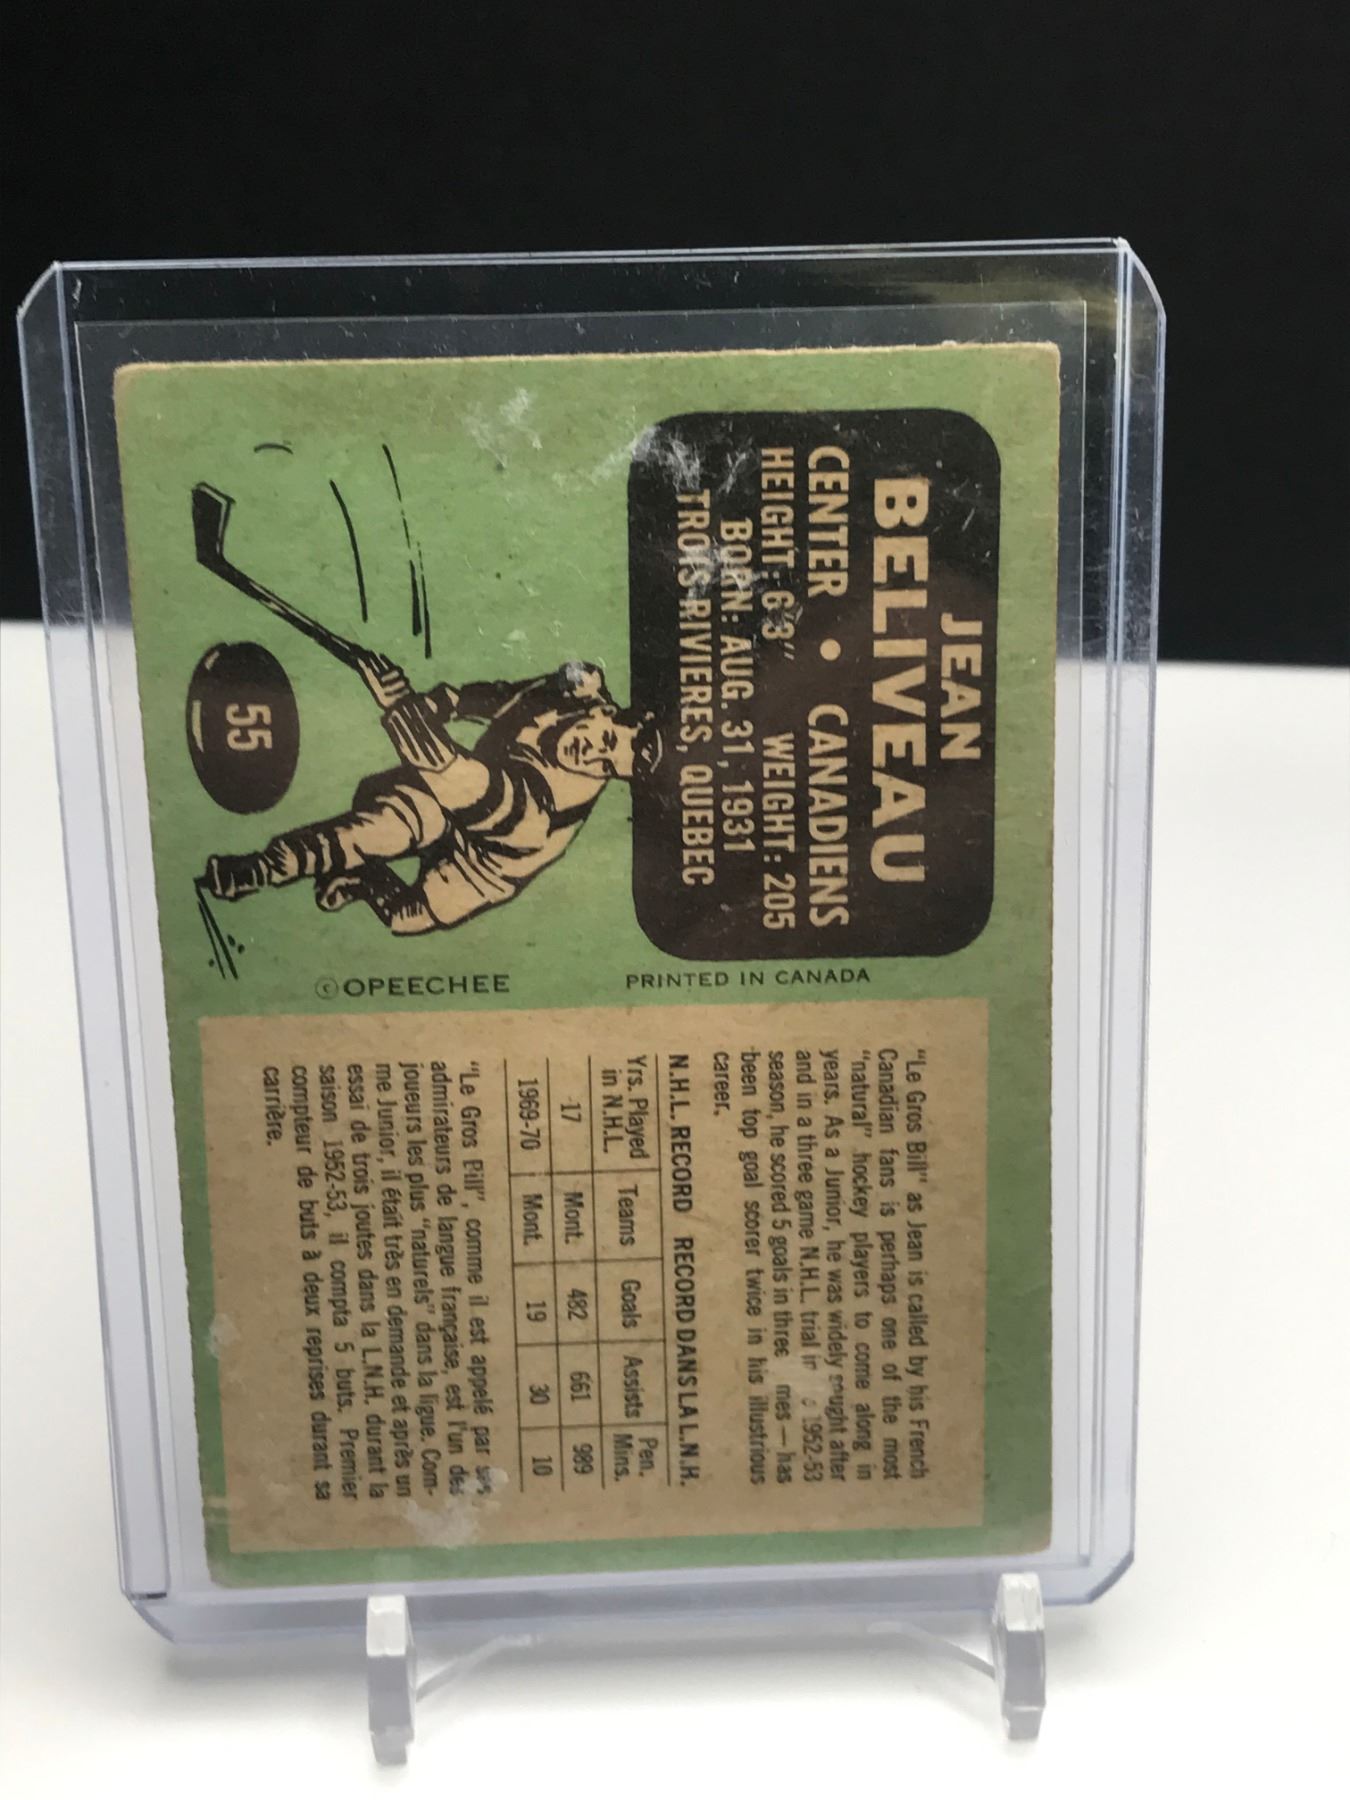 JEAN
BELIVEAU
CENTER • CANADIENS
HEIGHT: 6'3" WEIGHT: 205
BORN: AUG. 31, 1931
TROIS-RIVIERES, QUEBEC
55
© OPEECHEE
PRINTED IN CANADA
"Le Gros Bill" as Jean is called by his French
Canadian fans is perhaps one of the most
"natural" hockey players to come along in
years. As a Junior, he was widely sought after
and in a three game N.H.L. trial in 1952-53
season, he scored 5 goals in three mes — has
been top goal scorer twice in his illustrious
career.
N.H.L. RECORD RECORD DANS LA L.N.H.
Yrs. Played in N.H.L. Teams Goals Assists Pen. Mins.
17 Mont. 482 661 989
1969-70 Mont. 19 30 10
"Le Gros Bill", comme il est appelé par ses
admirateurs de langue française, est l'un des
joueurs les plus "naturels" dans la ligue. Com-
me Junior, il était très en demande et après un
essai de trois joutes dans la L.N.H. durant la
saison 1952-53, il compta 5 buts. Premier
compteur de buts à deux reprises durant sa
carrière.